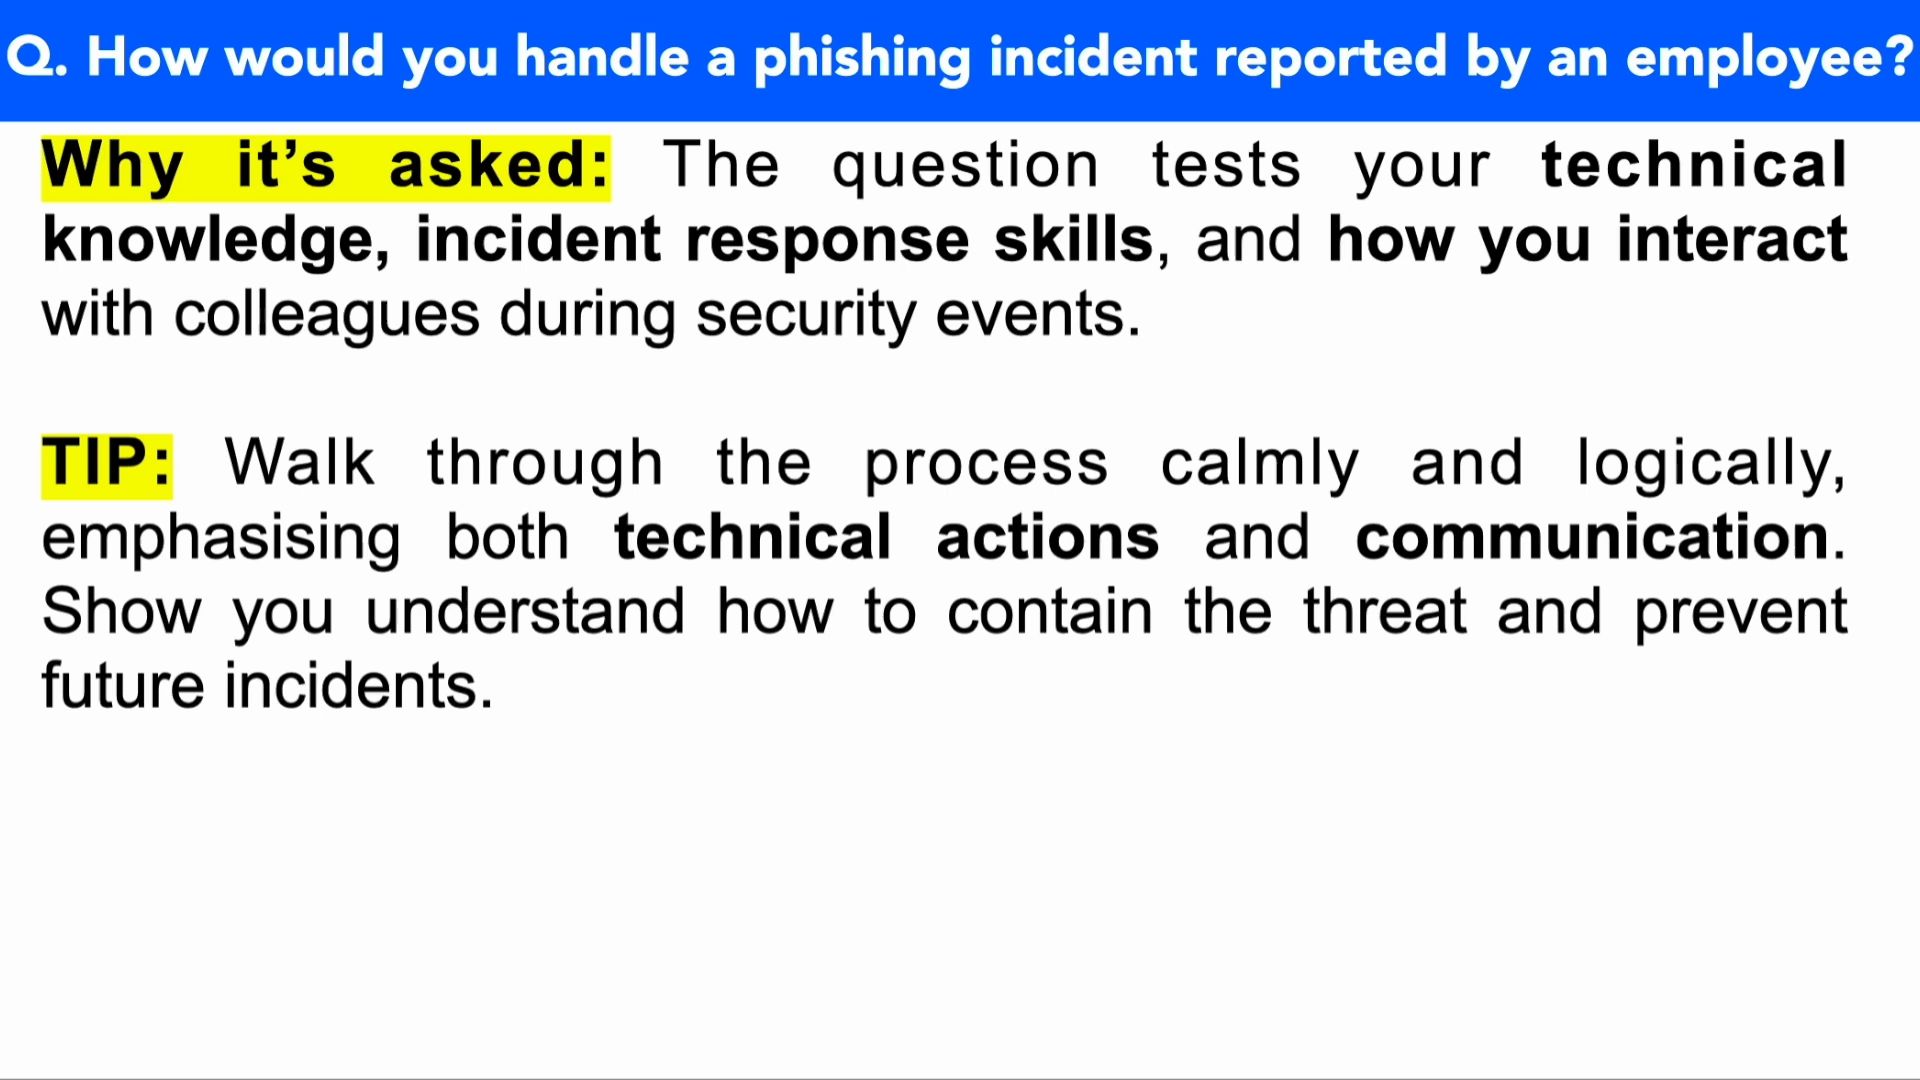 Q. How would you handle a phishing incident reported by an employee?
Why it’s asked: The question tests your technical
knowledge, incident response skills, and how you interact
with colleagues during security events.
TIP: Walk through the process calmly and logically,
emphasising both technical actions and communication.
Show you understand how to contain the threat and prevent
future incidents.